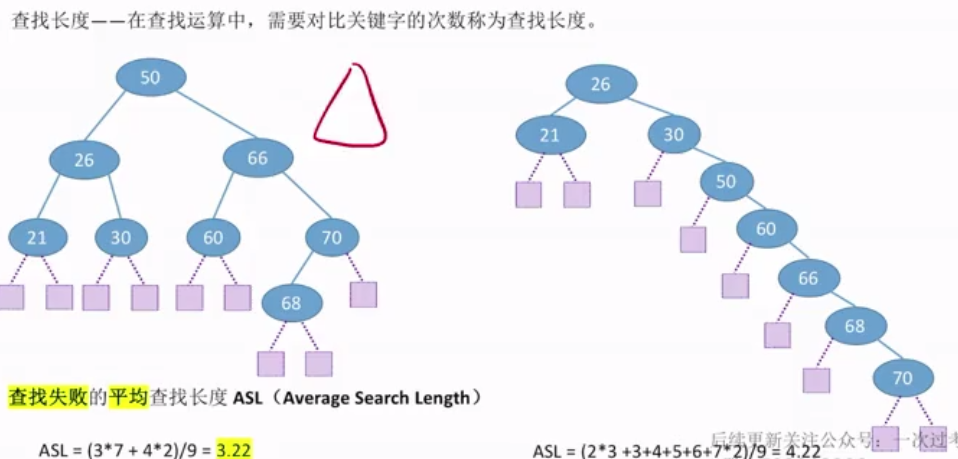 查找长度——在查找运算中，需要对比关键字的次数称为查找长度。
50
26 66
21 30 60 70
68
26
21 30
50
60
66
68
70
查找失败的平均查找长度 ASL（Average Search Length）
ASL = (3*7 + 4*2)/9 = 3.22
ASL = (2*3 +3+4+5+6+7*2)/9 = 4.22
后续更新关注公众号：一次过